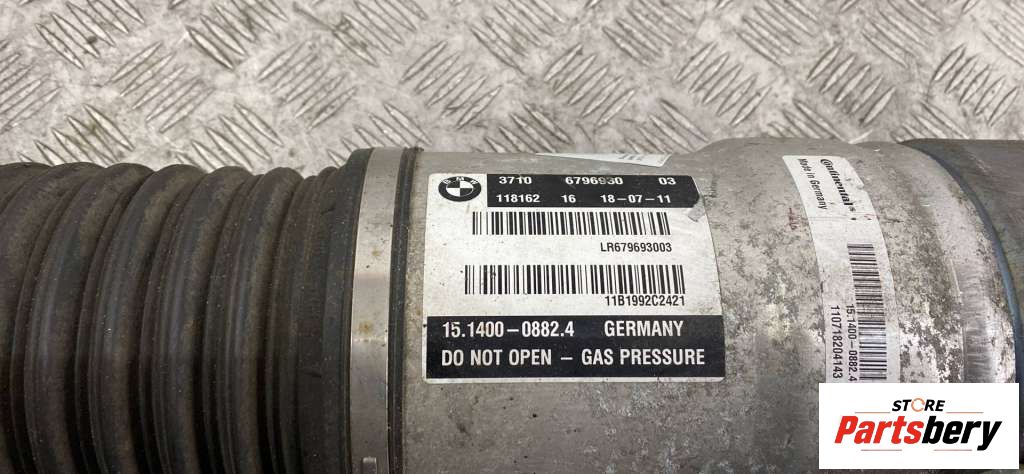 3710 6796930 03
118162 16 18-07-11
LR679693003
11B1992C2421
15.1400-0882.4 GERMANY
DO NOT OPEN - GAS PRESSURE
Continental
Made in Germany
15.1400-0882.4
110718204143
STORE
Partsbery